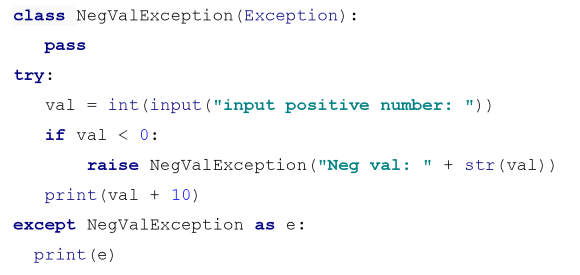 class NegValException(Exception):
pass
try:
val = int(input("input positive number: "))
if val < 0:
raise NegValException("Neg val: " + str(val))
print(val + 10)
except NegValException as e:
print(e)